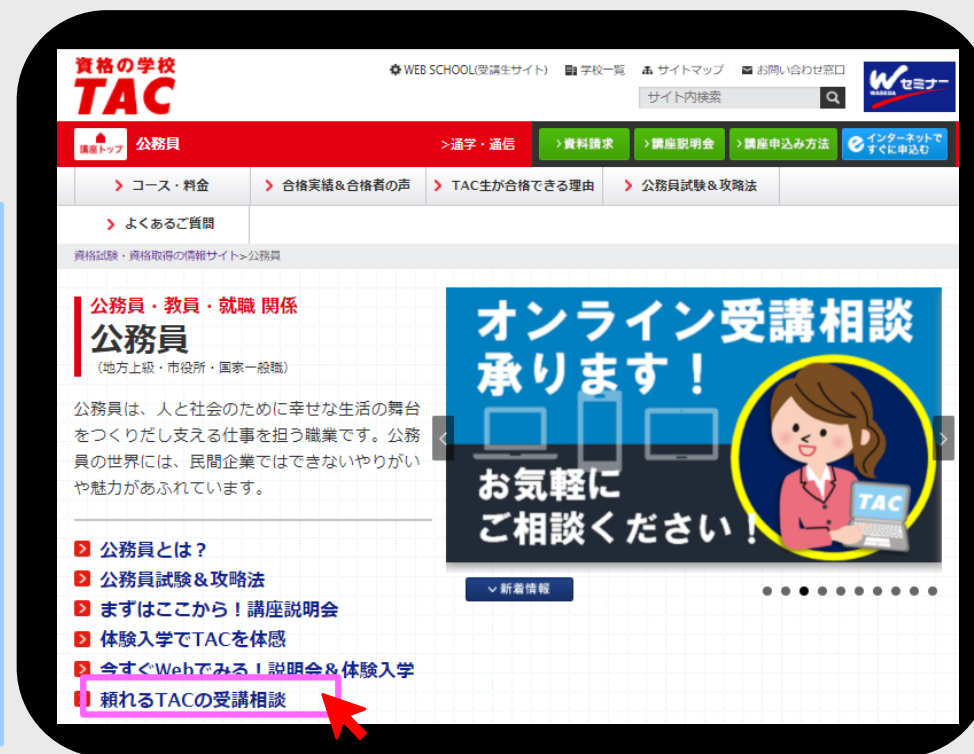 資格の学校
TAC
WEB SCHOOL(受講生サイト) 学校一覧 サイトマップ お問い合わせ窓口
サイト内検索
Wセミナー
WASEDA
講座トップ 公務員 >通学・通信 >資料請求 >講座説明会 >講座申込み方法 インターネットで
すぐに申込む
コース・料金 合格実績&合格者の声 TAC生が合格できる理由 公務員試験&攻略法
よくあるご質問
資格試験・資格取得の情報サイト>公務員
公務員・教員・就職 関係
公務員
(地方上級・市役所・国家一般職)
公務員は、人と社会のために幸せな生活の舞台
をつくりだし支える仕事を担う職業です。公務
員の世界には、民間企業ではできないやりがい
や魅力があふれています。
オンライン受講相談
承ります!
お気軽に
ご相談ください!
TAC
新着情報
公務員とは?
公務員試験&攻略法
まずはここから!講座説明会
体験入学でTACを体感
今すぐWebでみる!説明会&体験入学
頼れるTACの受講相談